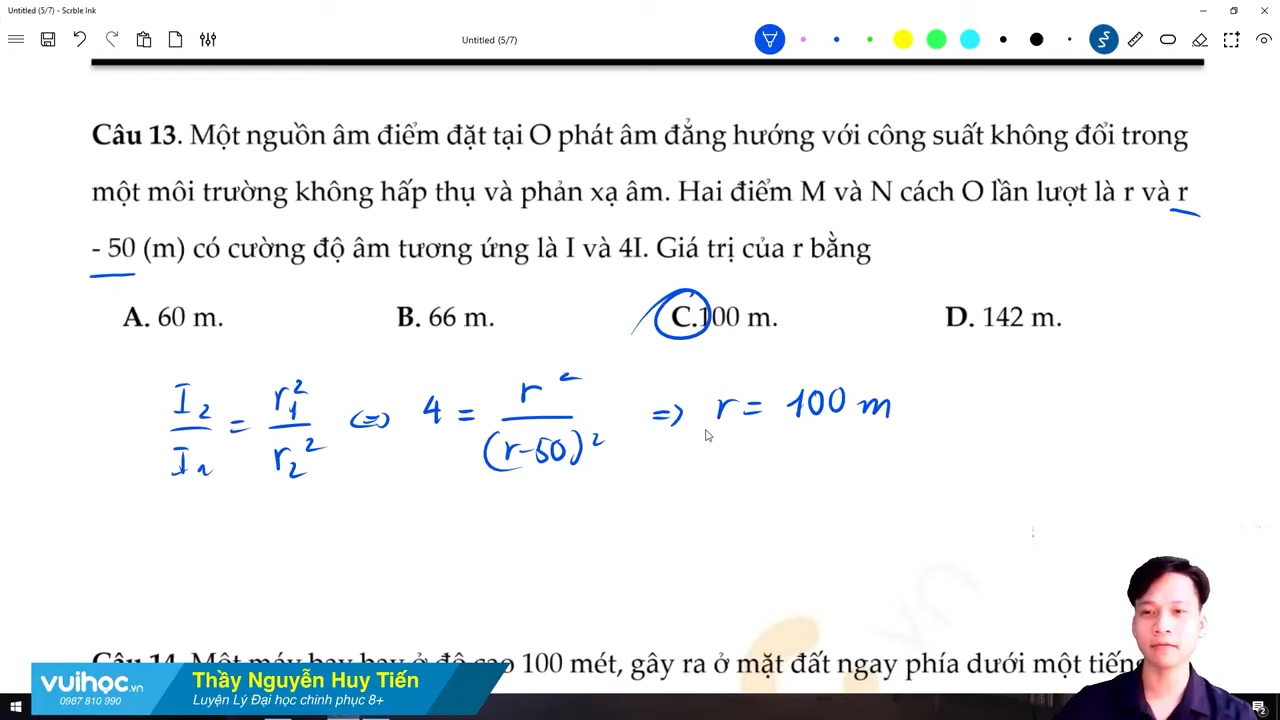 Untitled (5/7) - Scrble Ink
Untitled (5/7)
Câu 13. Một nguồn âm điểm đặt tại O phát âm đẳng hướng với công suất không đổi trong
một môi trường không hấp thụ và phản xạ âm. Hai điểm M và N cách O lần lượt là r và r
- 50 (m) có cường độ âm tương ứng là I và 4I. Giá trị của r bằng
A. 60 m. B. 66 m. C. 100 m. D. 142 m.
I₂/I₁ = r₁²/r₂² ⇔ 4 = r²/(r-50)² => r = 100 m
Câu 14. Một máy bay bay ở độ cao 100 mét, gây ra ở mặt đất ngay phía dưới một tiếng
vuihọc.vn
0987 810 990
Thầy Nguyễn Huy Tiến
Luyện Lý Đại học chinh phục 8+